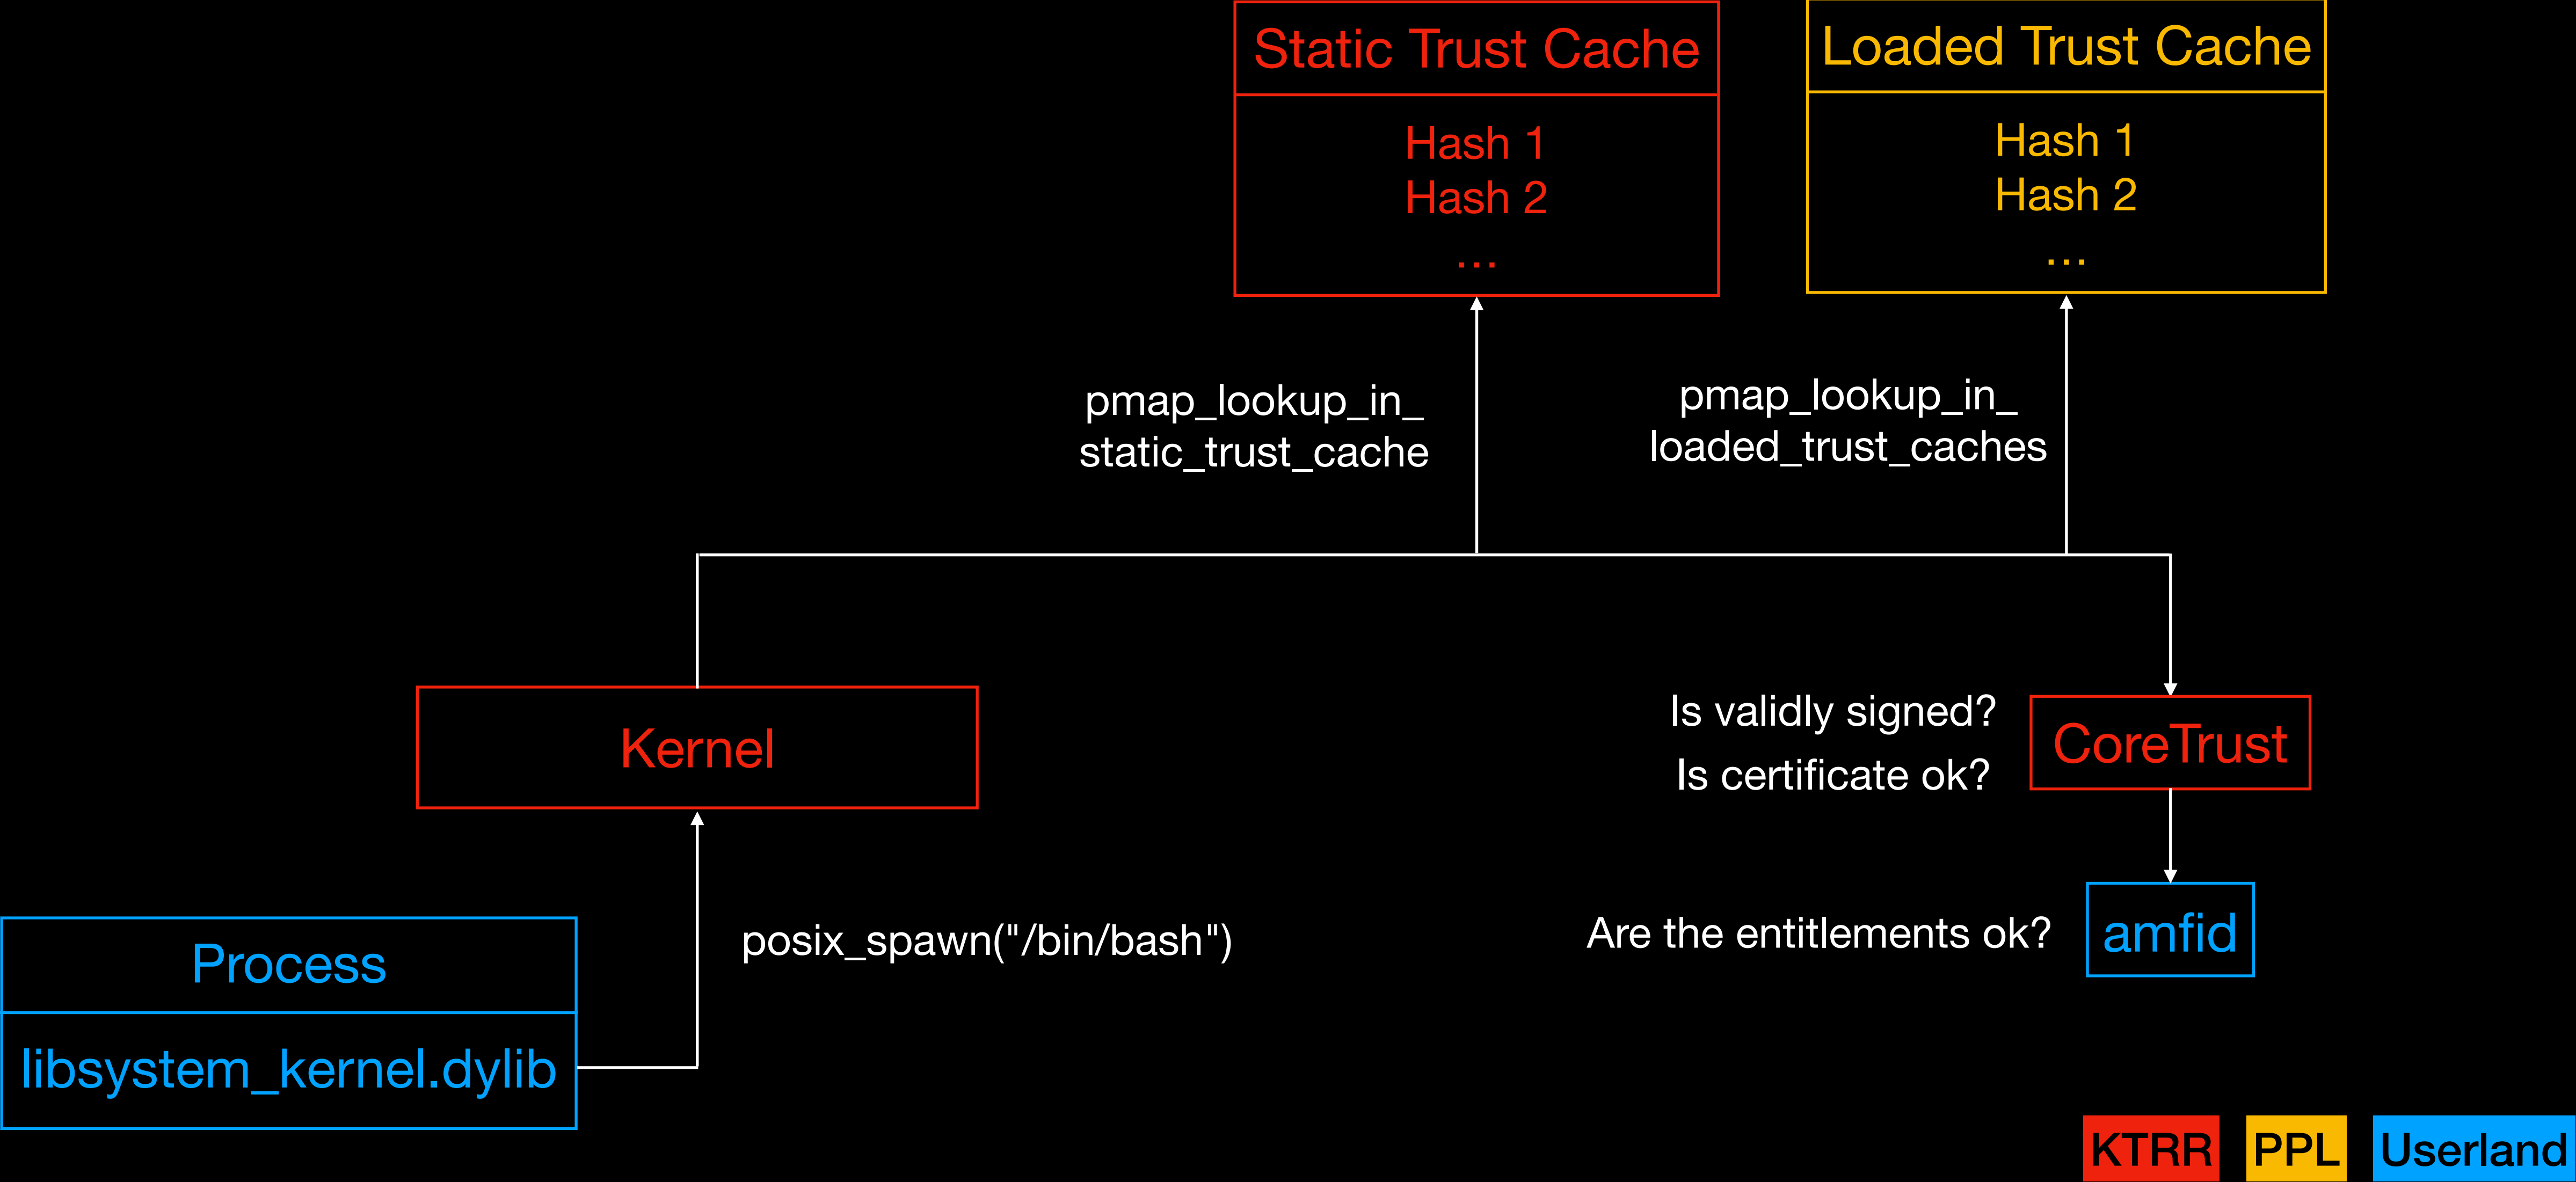 Static Trust Cache
Hash 1
Hash 2
...
Loaded Trust Cache
Hash 1
Hash 2
...
pmap_lookup_in_
static_trust_cache
pmap_lookup_in_
loaded_trust_caches
Kernel
Is validly signed?
Is certificate ok?
CoreTrust
posix_spawn("/bin/bash")
Are the entitlements ok?
amfid
Process
libsystem_kernel.dylib
KTRR
PPL
Userland